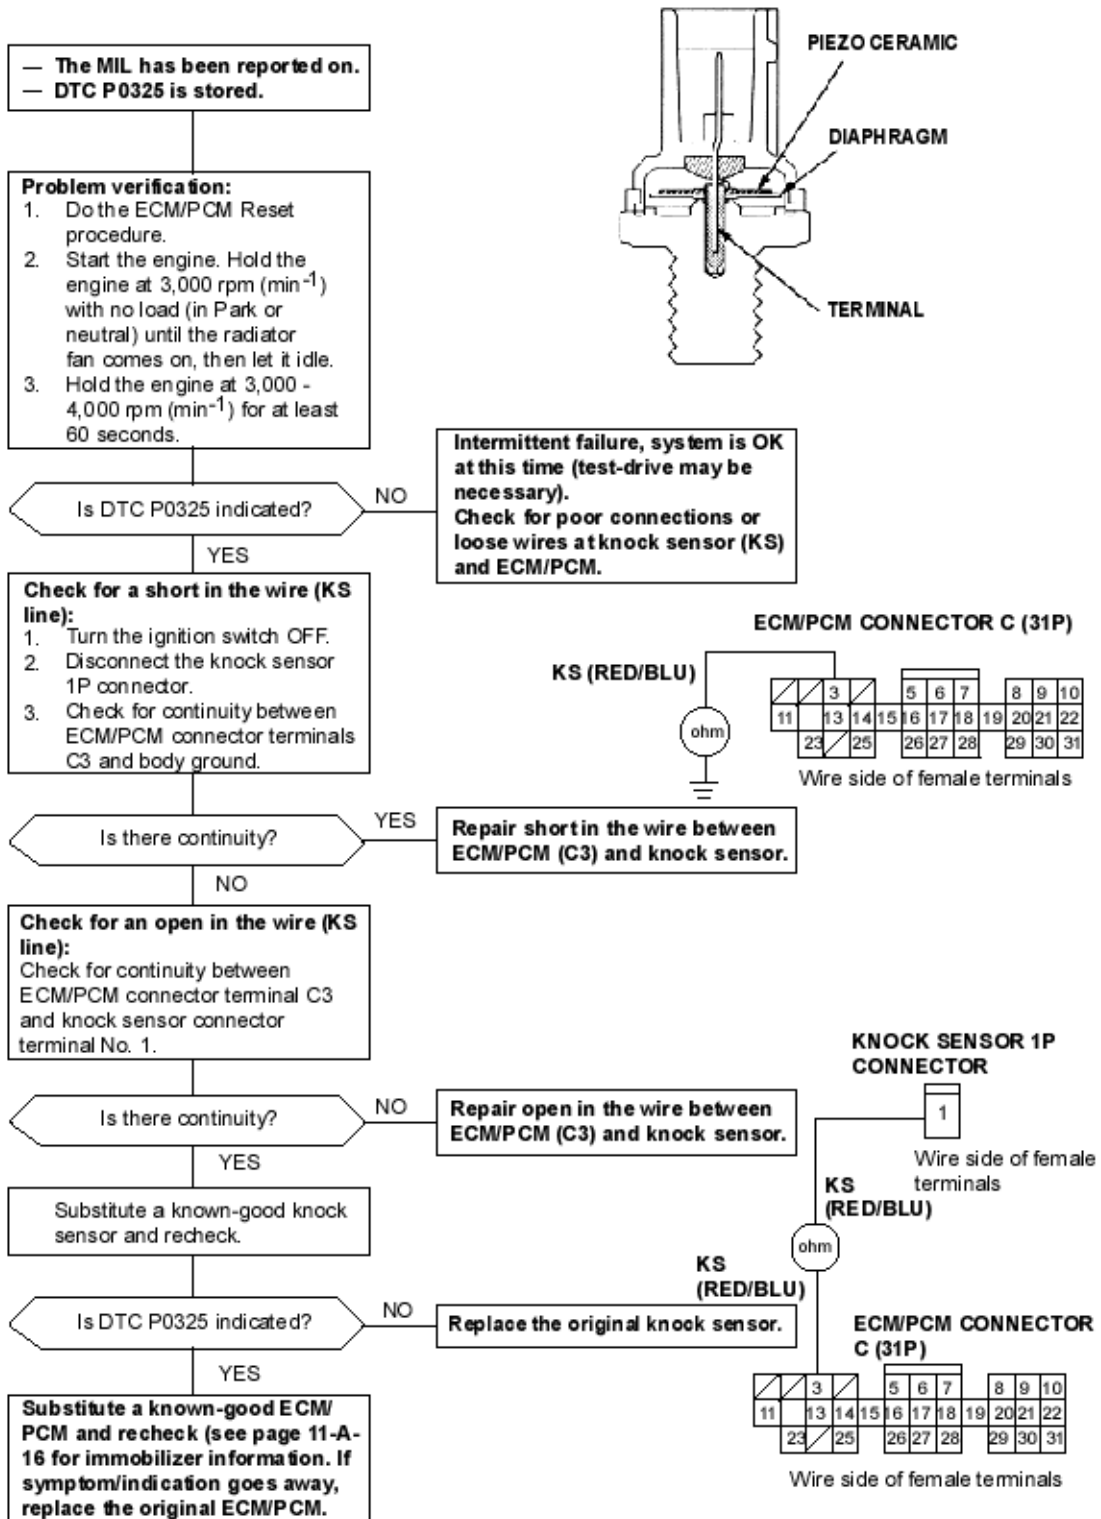 — The MIL has been reported on.
— DTC P0325 is stored.
Problem verification:
1. Do the ECM/PCM Reset
procedure.
2. Start the engine. Hold the
engine at 3,000 rpm (min-1)
with no load (in Park or
neutral) until the radiator
fan comes on, then let it idle.
3. Hold the engine at 3,000 -
4,000 rpm (min-1) for at least
60 seconds.
PIEZO CERAMIC
DIAPHRAGM
TERMINAL
Is DTC P0325 indicated?
NO
Intermittent failure, system is OK
at this time (test-drive may be
necessary).
Check for poor connections or
loose wires at knock sensor (KS)
and ECM/PCM.
YES
Check for a short in the wire (KS
line):
1. Turn the ignition switch OFF.
2. Disconnect the knock sensor
1P connector.
3. Check for continuity between
ECM/PCM connector terminals
C3 and body ground.
ECM/PCM CONNECTOR C (31P)
KS (RED/BLU)
ohm
3 5 6 7 8 9 10
11 13 14 15 16 17 18 19 20 21 22
23 25 26 27 28 29 30 31
Wire side of female terminals
Is there continuity?
YES
Repair short in the wire between
ECM/PCM (C3) and knock sensor.
NO
Check for an open in the wire (KS
line):
Check for continuity between
ECM/PCM connector terminal C3
and knock sensor connector
terminal No. 1.
Is there continuity?
NO
Repair open in the wire between
ECM/PCM (C3) and knock sensor.
KNOCK SENSOR 1P
CONNECTOR
1
Wire side of female
terminals
KS
(RED/BLU)
ohm
KS
(RED/BLU)
YES
Substitute a known-good knock
sensor and recheck.
Is DTC P0325 indicated?
NO
Replace the original knock sensor.
ECM/PCM CONNECTOR
C (31P)
3 5 6 7 8 9 10
11 13 14 15 16 17 18 19 20 21 22
23 25 26 27 28 29 30 31
Wire side of female terminals
YES
Substitute a known-good ECM/
PCM and recheck (see page 11-A-
16 for immobilizer information. If
symptom/indication goes away,
replace the original ECM/PCM.